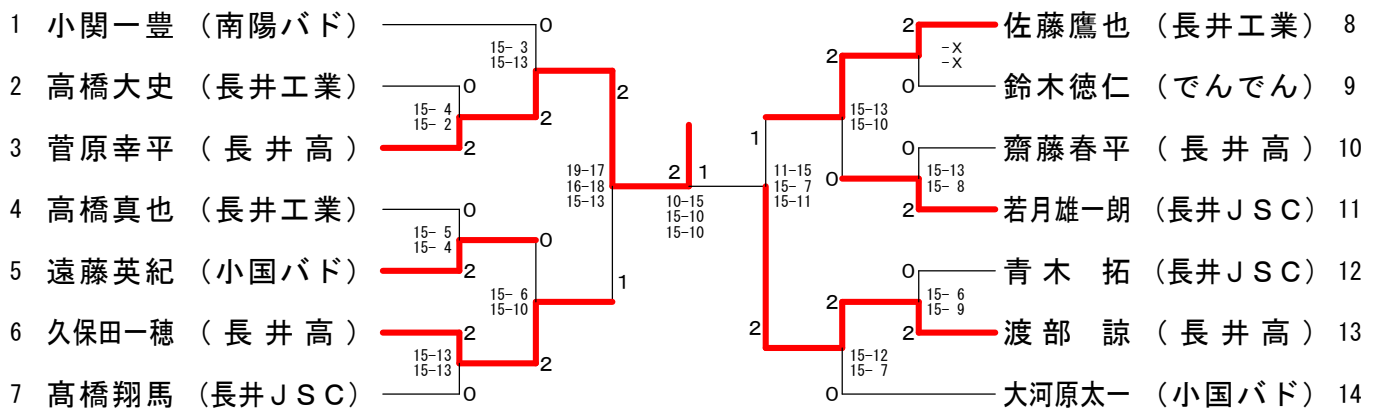 1 小関一豊 （南陽バド） 0
15- 3
15-13
2 高橋大史 （長井工業） 0
15- 4
15- 2
2
3 菅原幸平 （長井高） 2
2
19-17
16-18
15-13
4 高橋真也 （長井工業） 0
15- 5
15- 4
0
5 遠藤英紀 （小国バド） 2
15- 6
15-10
1
6 久保田一穂 （長井高） 2
15-13
15-13
2
7 髙橋翔馬 （長井ＪＳＣ） 0
2 1
10-15
15-10
15-10
2 佐藤鷹也 （長井工業） 8
-X
-X
2
0 鈴木徳仁 （でんでん） 9
15-13
15-10
1
0 齋藤春平 （長井高） 10
15-13
15- 8
0
2 若月雄一朗 （長井ＪＳＣ） 11
11-15
15- 7
15-11
0 青木 拓 （長井ＪＳＣ） 12
15- 6
15- 9
2
2 渡部 諒 （長井高） 13
2
15-12
15- 7
0 大河原太一 （小国バド） 14